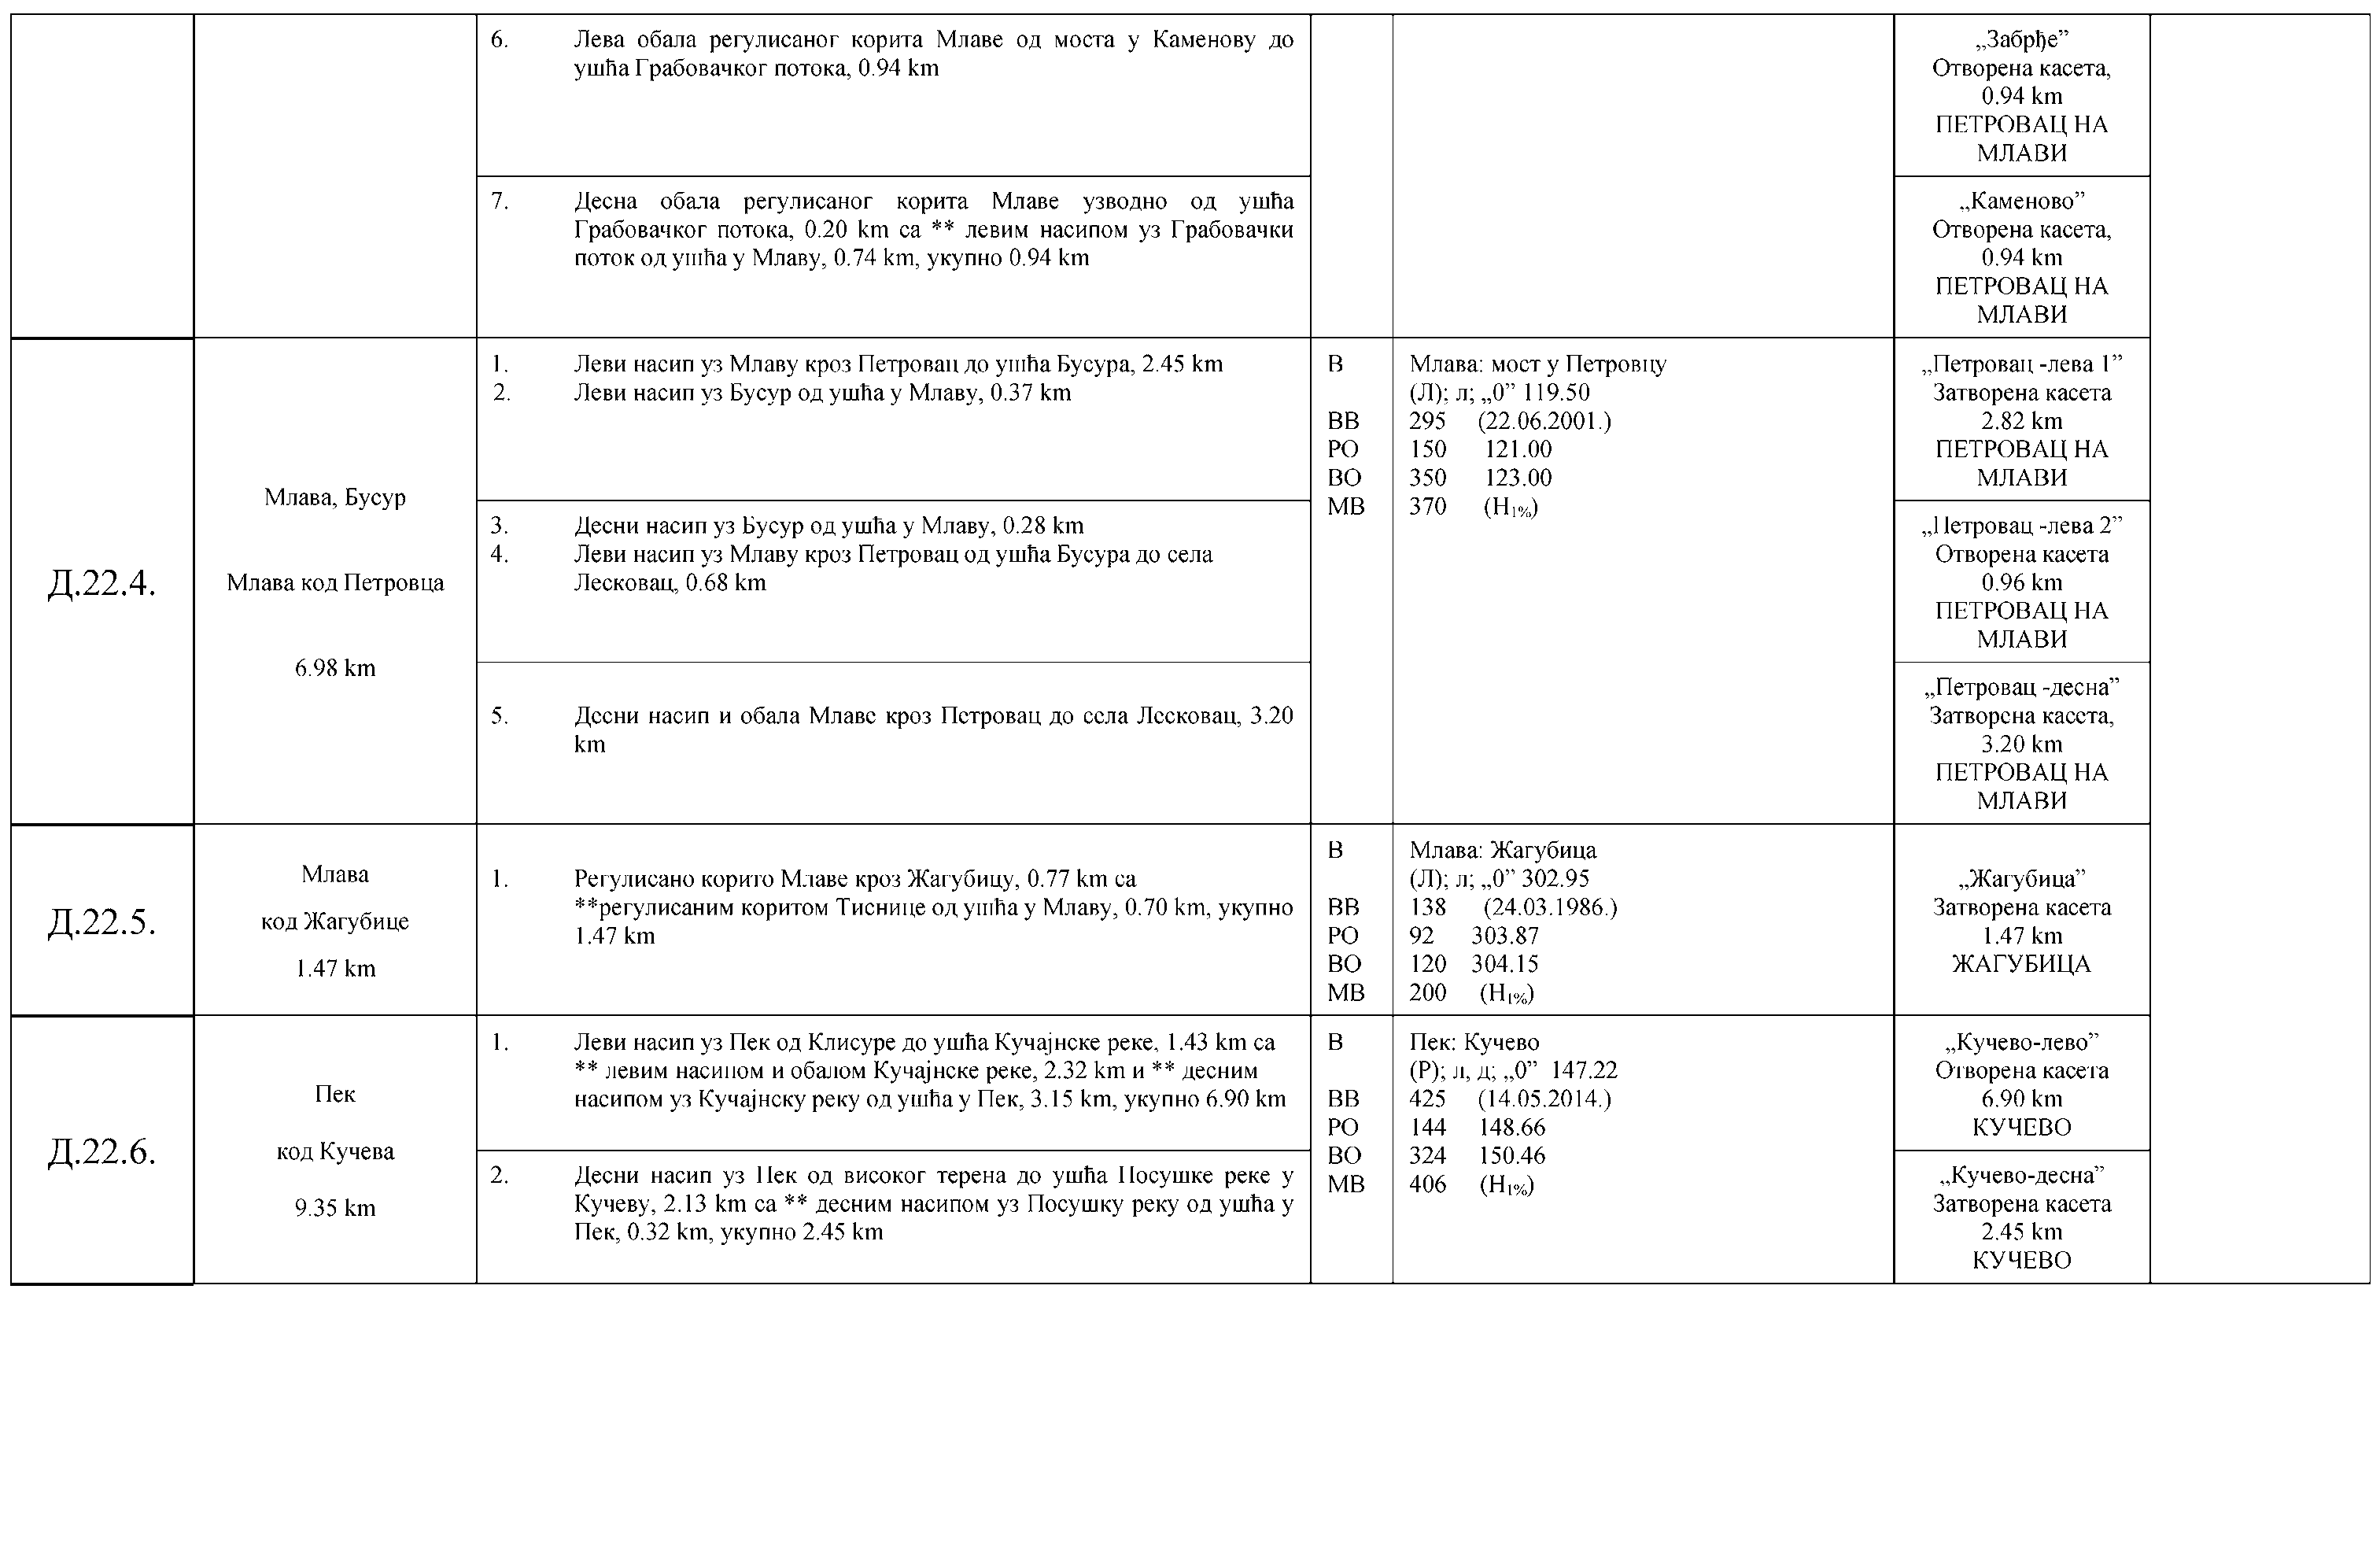 6. Лева обала регулисаног корита Млаве од моста у Каменову до
ушћа Грабовачког потока, 0.94 km
„Забрђе”
Отворена касета,
0.94 km
ПЕТРОВАЦ НА
МЛАВИ
7. Десна обала регулисаног корита Млаве узводно од ушћа
Грабовачког потока, 0.20 km са ** левим насипом уз Грабовачки
поток од ушћа у Млаву, 0.74 km, укупно 0.94 km
„Каменово”
Отворена касета,
0.94 km
ПЕТРОВАЦ НА
МЛАВИ
Д.22.4.
Млава, Бусур
Млава код Петровца
6.98 km
1. Леви насип уз Млаву кроз Петровац до ушћа Бусура, 2.45 km
2. Леви насип уз Бусур од ушћа у Млаву, 0.37 km
3. Десни насип уз Бусур од ушћа у Млаву, 0.28 km
4. Леви насип уз Млаву кроз Петровац од ушћа Бусура до села
Лесковац, 0.68 km
5. Десни насип и обала Млаве кроз Петровац до села Лесковац, 3.20
km
В Млава: мост у Петровцу
(Л); л; „0” 119.50
ВВ 295 (22.06.2001.)
РО 150 121.00
ВО 350 123.00
МВ 370 (Н1%)
„Петровац -лева 1”
Затворена касета
2.82 km
ПЕТРОВАЦ НА
МЛАВИ
„Петровац -лева 2”
Отворена касета
0.96 km
ПЕТРОВАЦ НА
МЛАВИ
„Петровац -десна”
Затворена касета,
3.20 km
ПЕТРОВАЦ НА
МЛАВИ
Д.22.5.
Млава
код Жагубице
1.47 km
1. Регулисано корито Млаве кроз Жагубицу, 0.77 km са
**регулисаним коритом Тиснице од ушћа у Млаву, 0.70 km, укупно
1.47 km
В Млава: Жагубица
(Л); л; „0” 302.95
ВВ 138 (24.03.1986.)
РО 92 303.87
ВО 120 304.15
МВ 200 (Н1%)
„Жагубица”
Затворена касета
1.47 km
ЖАГУБИЦА
Д.22.6.
Пек
код Кучева
9.35 km
1. Леви насип уз Пек од Клисуре до ушћа Кучајнске реке, 1.43 km са
** левим насипом и обалом Кучајнске реке, 2.32 km и ** десним
насипом уз Кучајнску реку од ушћа у Пек, 3.15 km, укупно 6.90 km
2. Десни насип уз Пек од високог терена до ушћа Посушке реке у
Кучеву, 2.13 km са ** десним насипом уз Посушку реку од ушћа у
Пек, 0.32 km, укупно 2.45 km
В Пек: Кучево
(Р); л, д; „0” 147.22
ВВ 425 (14.05.2014.)
РО 144 148.66
ВО 324 150.46
МВ 406 (Н1%)
„Кучево-лево”
Отворена касета
6.90 km
КУЧЕВО
„Кучево-десна”
Затворена касета
2.45 km
КУЧЕВО